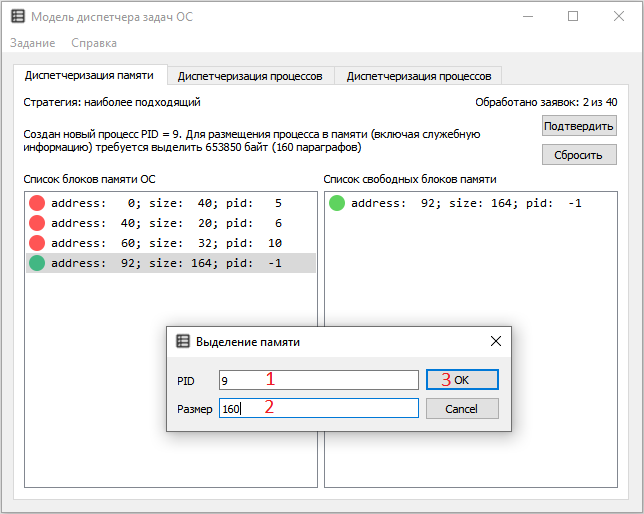 Модель диспетчера задач ОС
Задание Справка
Диспетчеризация памяти Диспетчеризация процессов Диспетчеризация процессов
Стратегия: наиболее подходящий Обработано заявок: 2 из 40
Создан новый процесс PID = 9. Для размещения процесса в памяти (включая служебную
информацию) требуется выделить 653850 байт (160 параграфов)
Подтвердить
Сбросить
Список блоков памяти ОС
address: 0; size: 40; pid: 5
address: 40; size: 20; pid: 6
address: 60; size: 32; pid: 10
address: 92; size: 164; pid: -1
Список свободных блоков памяти
address: 92; size: 164; pid: -1
Выделение памяти
PID 9 1 3 OK
Размер 160 2 Cancel